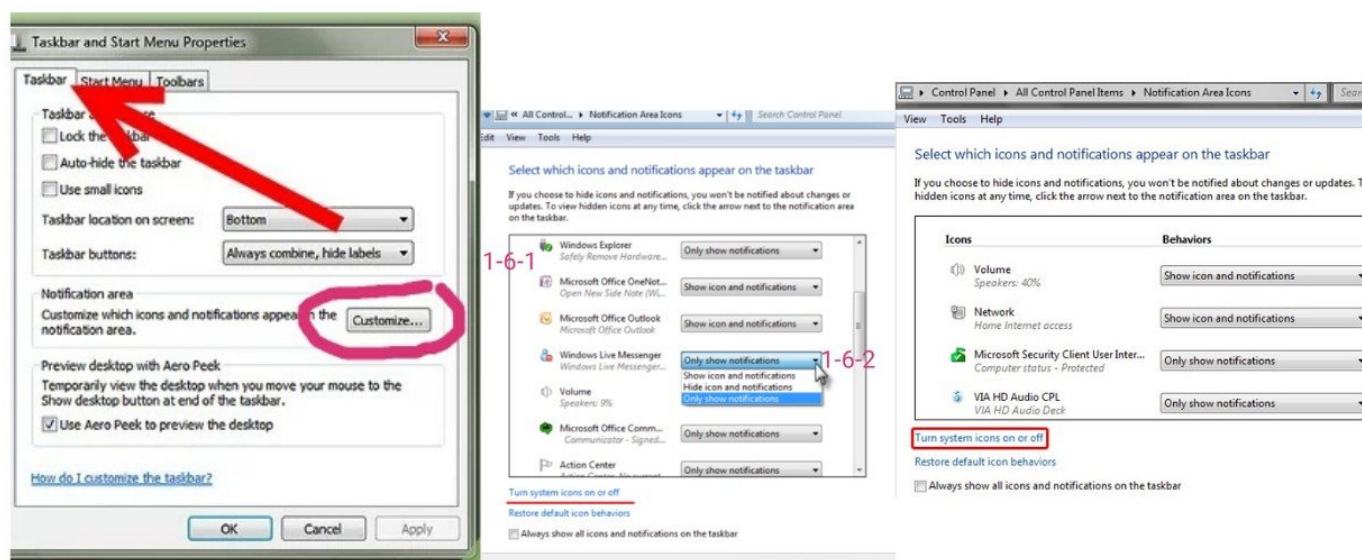 Taskbar and Start Menu Properties
Taskbar
Start Menu
Toolbars
Taskbar
Lock the taskbar
Auto-hide the taskbar
Use small icons
Taskbar location on screen:
Bottom
Taskbar buttons:
Always combine, hide labels
Notification area
Customize which icons and notifications appear in the
notification area.
Customize...
Preview desktop with Aero Peek
Temporarily view the desktop when you move your mouse to the
Show desktop button at end of the taskbar.
Use Aero Peek to preview the desktop
How do I customize the taskbar?
OK
Cancel
Apply
« All Control... ▸ Notification Area Icons
Search Control Panel
Edit View Tools Help
Select which icons and notifications appear on the taskbar
If you choose to hide icons and notifications, you won't be notified about changes or
updates. To view hidden icons at any time, click the arrow next to the notification area
on the taskbar.
1-6-1
Windows Explorer
Safely Remove Hardware...
Only show notifications
Microsoft Office OneNot...
Open New Side Note (WI...
Show icon and notifications
Microsoft Office Outlook
Microsoft Office Outlook
Show icon and notifications
Windows Live Messenger
Windows Live Messenger...
Only show notifications
1-6-2
Show icon and notifications
Hide icon and notifications
Only show notifications
Volume
Speakers: 9%
Microsoft Office Comm...
Communicator - Signed...
Only show notifications
Action Center
Only show notifications
Turn system icons on or off
Restore default icon behaviors
Always show all icons and notifications on the taskbar
▸ Control Panel ▸ All Control Panel Items ▸ Notification Area Icons
Sear
View Tools Help
Select which icons and notifications appear on the taskbar
If you choose to hide icons and notifications, you won't be notified about changes or updates. T
hidden icons at any time, click the arrow next to the notification area on the taskbar.
Icons
Behaviors
Volume
Speakers: 40%
Show icon and notifications
Network
Home Internet access
Show icon and notifications
Microsoft Security Client User Inter...
Computer status - Protected
Only show notifications
VIA HD Audio CPL
VIA HD Audio Deck
Only show notifications
Turn system icons on or off
Restore default icon behaviors
Always show all icons and notifications on the taskbar